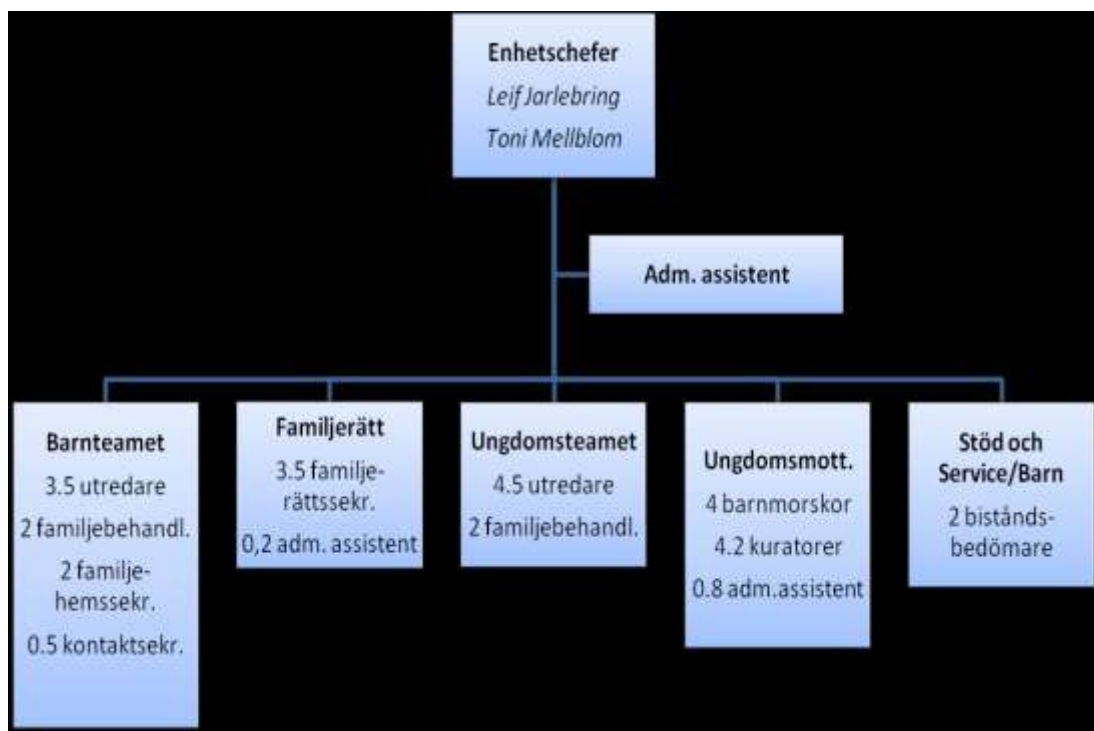 Enhetschefer
Leif Jarlebring
Toni Mellblom
Adm. assistent
Barnteamet
3.5 utredare
2 familjebehandl.
2 familje-
hemssekr.
0.5 kontaktsekr.
Familjerätt
3.5 familje-
rättssekr.
0,2 adm. assistent
Ungdomsteamet
4.5 utredare
2 familjebehandl.
Ungdomsmott.
4 barnmorskor
4.2 kuratorer
0.8 adm.assistent
Stöd och
Service/Barn
2 bistånds-
bedömare